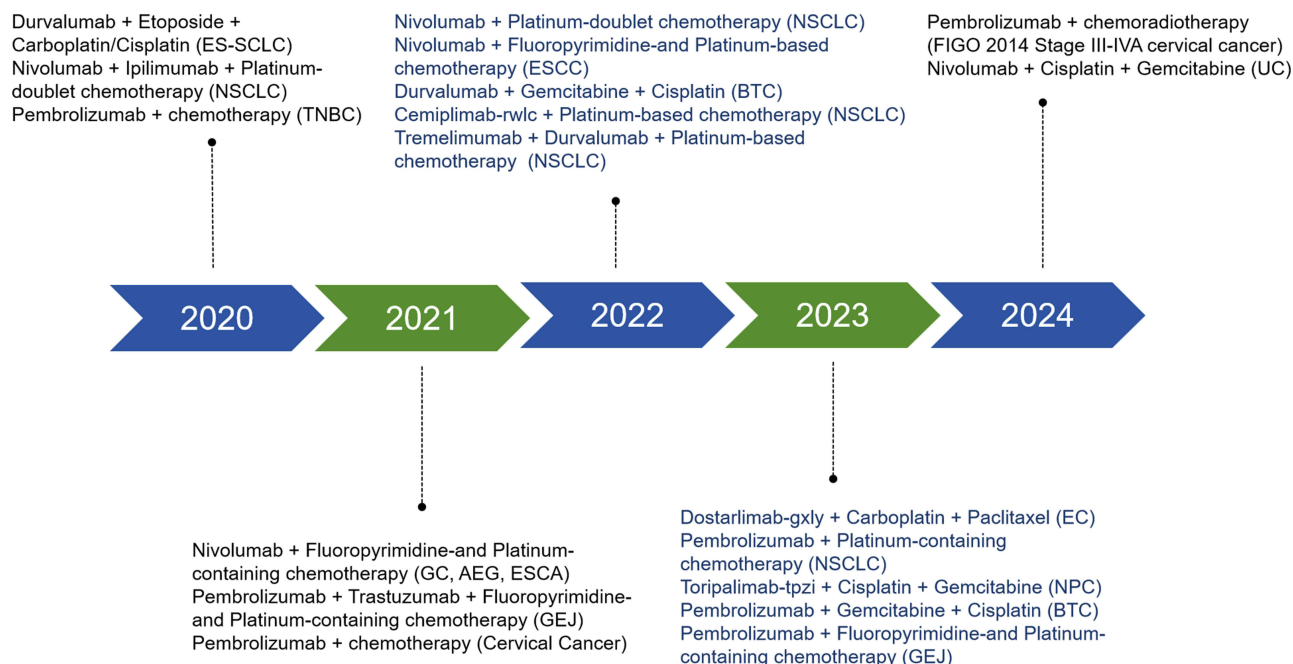 Durvalumab + Etoposide +
Carboplatin/Cisplatin (ES-SCLC)
Nivolumab + Ipilimumab + Platinum-
doublet chemotherapy (NSCLC)
Pembrolizumab + chemotherapy (TNBC)
Nivolumab + Platinum-doublet chemotherapy (NSCLC)
Nivolumab + Fluoropyrimidine-and Platinum-based
chemotherapy (ESCC)
Durvalumab + Gemcitabine + Cisplatin (BTC)
Cemiplimab-rwlc + Platinum-based chemotherapy (NSCLC)
Tremelimumab + Durvalumab + Platinum-based
chemotherapy (NSCLC)
Pembrolizumab + chemoradiotherapy
(FIGO 2014 Stage III-IVA cervical cancer)
Nivolumab + Cisplatin + Gemcitabine (UC)
2020
2021
2022
2023
2024
Nivolumab + Fluoropyrimidine-and Platinum-
containing chemotherapy (GC, AEG, ESCA)
Pembrolizumab + Trastuzumab + Fluoropyrimidine-
and Platinum-containing chemotherapy (GEJ)
Pembrolizumab + chemotherapy (Cervical Cancer)
Dostarlimab-gxly + Carboplatin + Paclitaxel (EC)
Pembrolizumab + Platinum-containing
chemotherapy (NSCLC)
Toripalimab-tpzi + Cisplatin + Gemcitabine (NPC)
Pembrolizumab + Gemcitabine + Cisplatin (BTC)
Pembrolizumab + Fluoropyrimidine-and Platinum-
containing chemotherapy (GEJ)